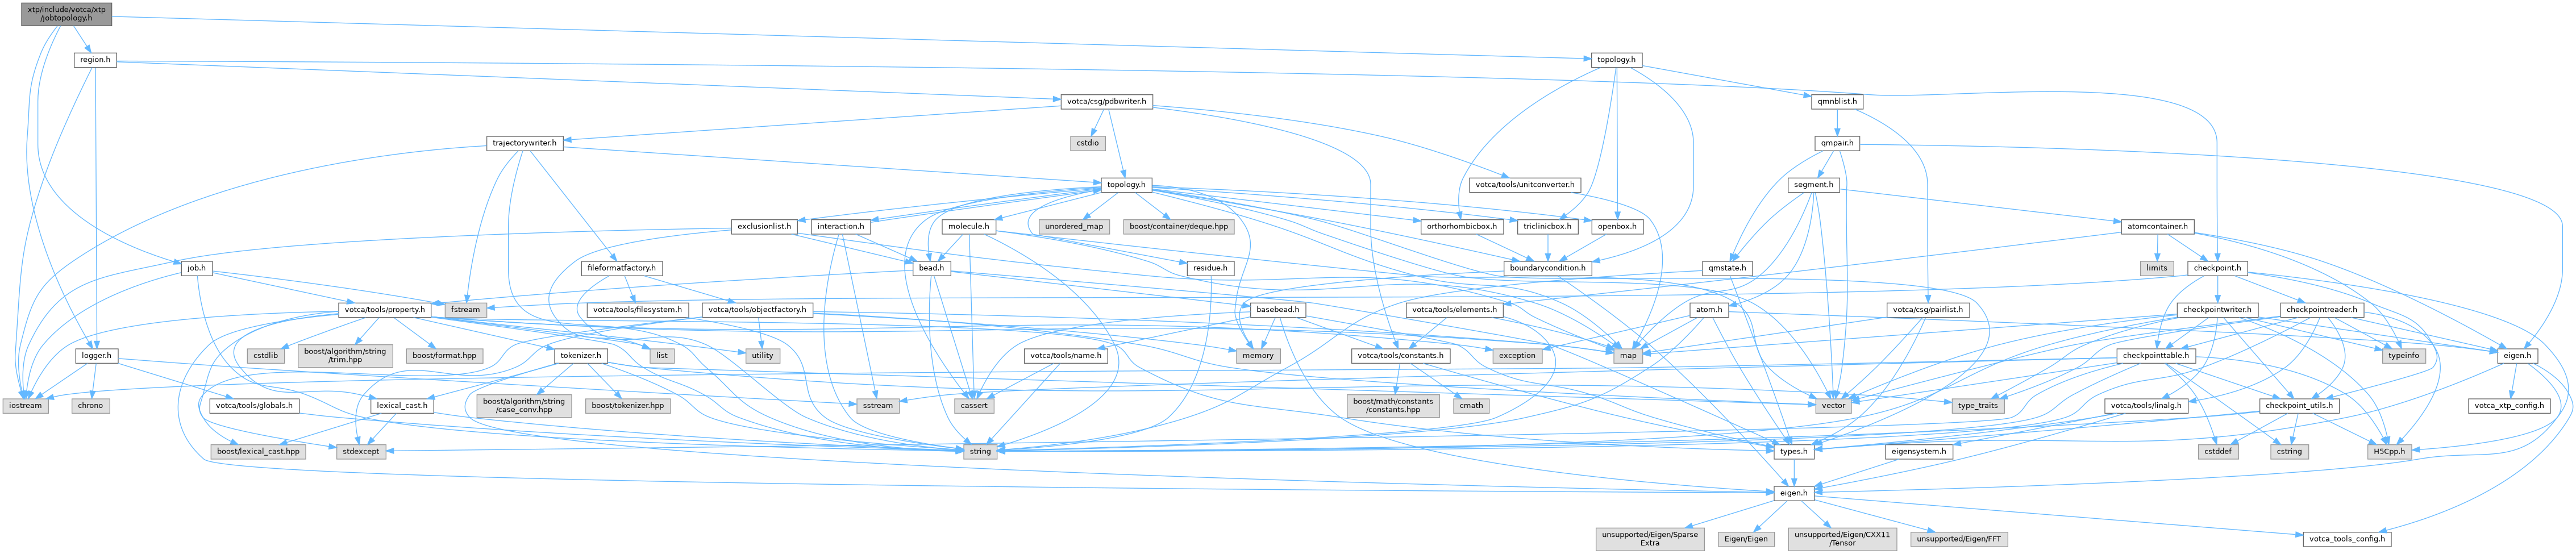 xtp/include/votca/xtp
/jobtopology.h
region.h
topology.h
votca/csg/pdbwriter.h
qmnblist.h
trajectorywriter.h
cstdio
qmpair.h
topology.h
votca/tools/unitconverter.h
segment.h
exclusionlist.h
interaction.h
molecule.h
unordered_map
boost/container/deque.hpp
orthorhombicbox.h
triclinicbox.h
openbox.h
atomcontainer.h
job.h
fileformatfactory.h
bead.h
residue.h
boundarycondition.h
qmstate.h
limits
checkpoint.h
votca/tools/property.h
fstream
votca/tools/filesystem.h
votca/tools/objectfactory.h
basebead.h
votca/tools/elements.h
atom.h
votca/csg/pairlist.h
checkpointwriter.h
checkpointreader.h
logger.h
cstdlib
boost/algorithm/string
/trim.hpp
boost/format.hpp
tokenizer.h
list
utility
votca/tools/name.h
memory
votca/tools/constants.h
exception
map
checkpointtable.h
typeinfo
eigen.h
iostream
chrono
votca/tools/globals.h
lexical_cast.h
boost/algorithm/string
/case_conv.hpp
boost/tokenizer.hpp
sstream
cassert
boost/math/constants
/constants.hpp
cmath
vector
type_traits
votca/tools/linalg.h
checkpoint_utils.h
votca_xtp_config.h
boost/lexical_cast.hpp
stdexcept
string
types.h
eigensystem.h
cstddef
cstring
H5Cpp.h
eigen.h
unsupported/Eigen/Sparse
Extra
Eigen/Eigen
unsupported/Eigen/CXX11
/Tensor
unsupported/Eigen/FFT
votca_tools_config.h